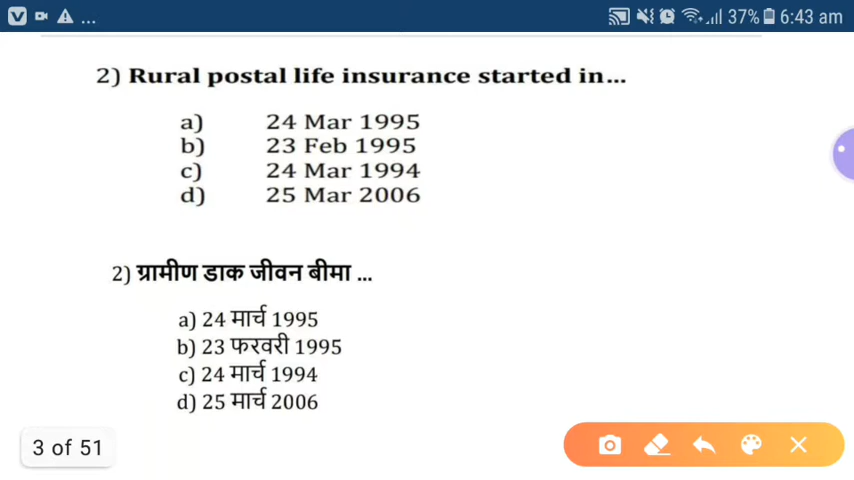 ... 37% 6:43 am
2) Rural postal life insurance started in...
a) 24 Mar 1995
b) 23 Feb 1995
c) 24 Mar 1994
d) 25 Mar 2006
2) ग्रामीण डाक जीवन बीमा ...
a) 24 मार्च 1995
b) 23 फरवरी 1995
c) 24 मार्च 1994
d) 25 मार्च 2006
3 of 51